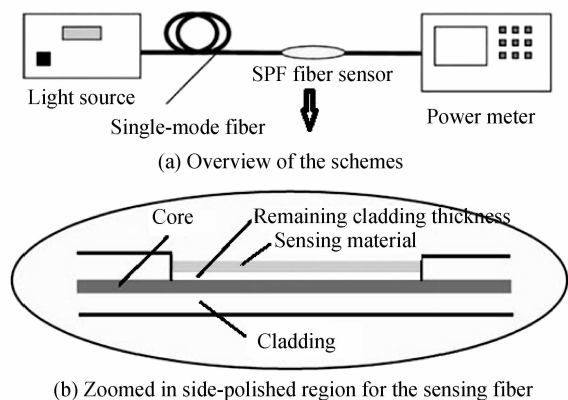 SPF fiber sensor
Light source
Power meter
Single-mode fiber
(a) Overview of the schemes
Core
Remaining cladding thickness
Sensing material
Cladding
(b) Zoomed in side-polished region for the sensing fiber